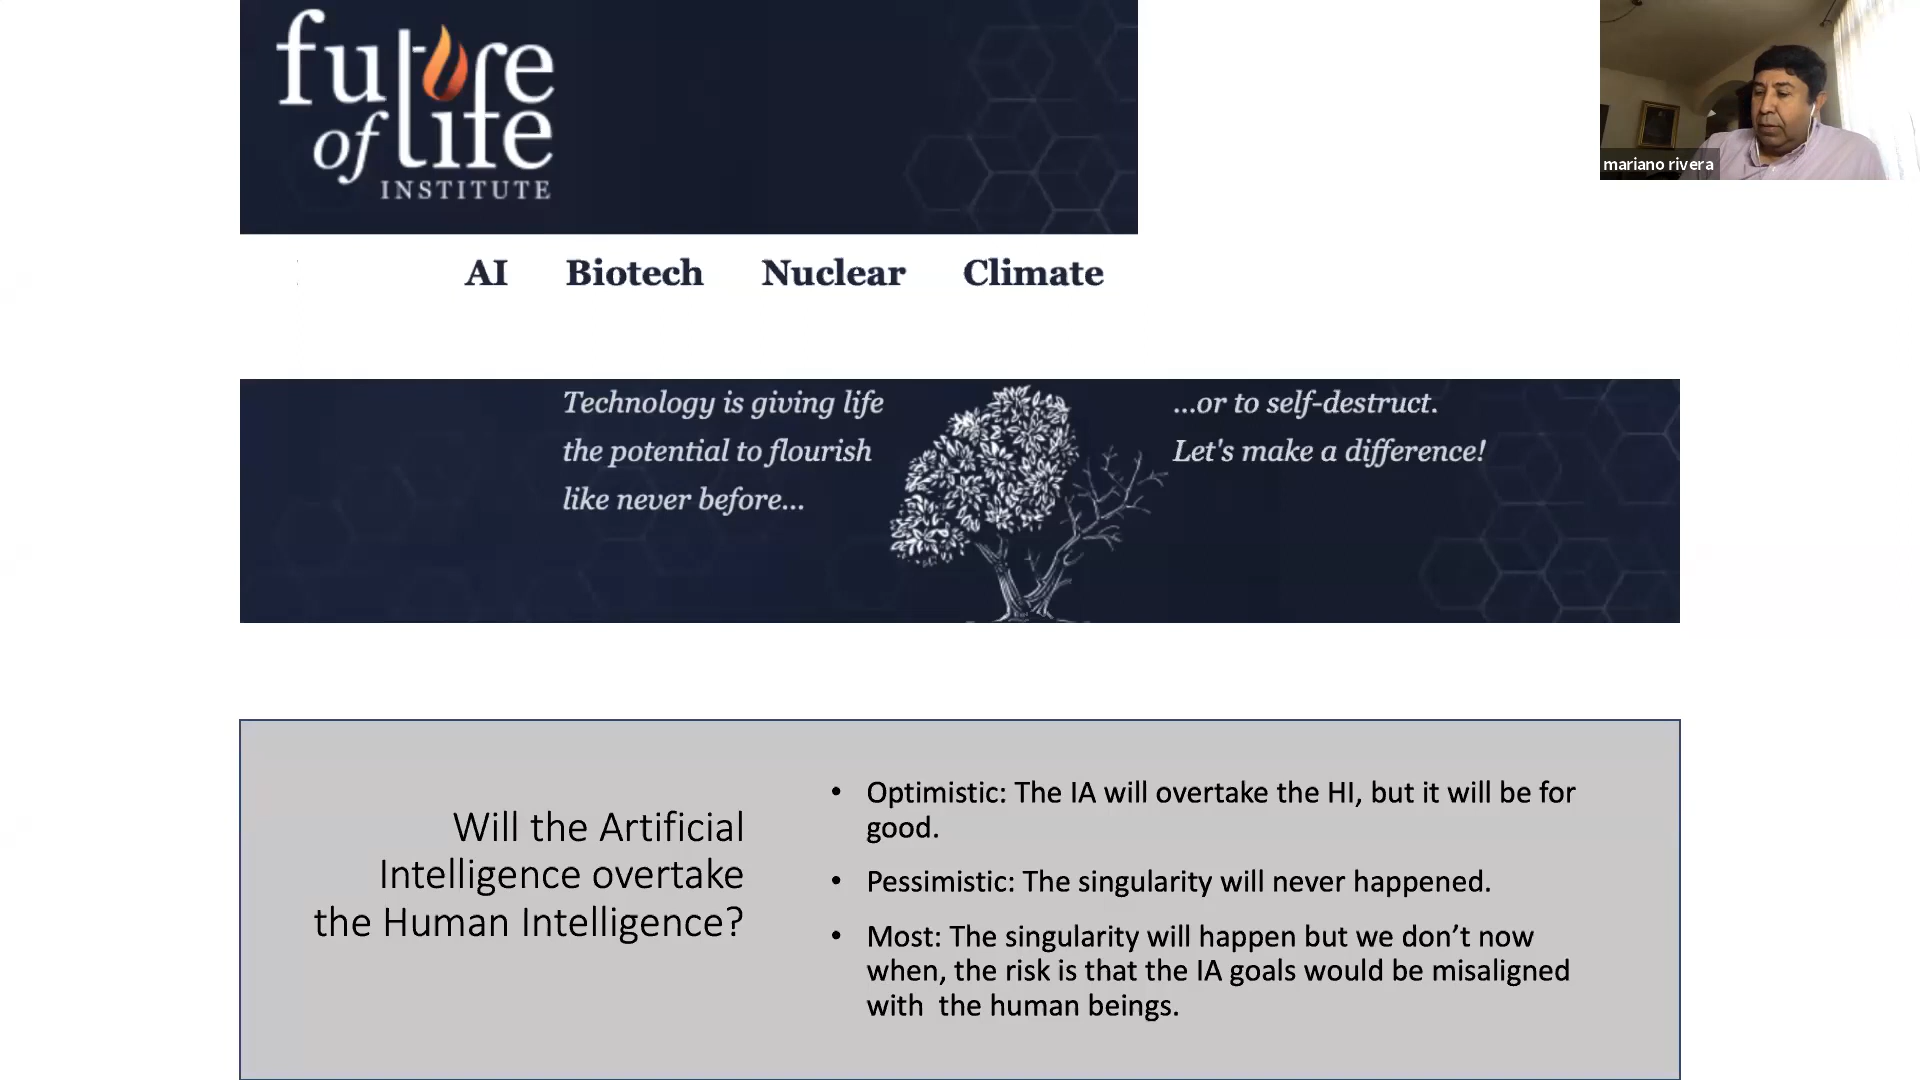 future
of life
INSTITUTE
mariano rivera
AI Biotech Nuclear Climate
Technology is giving life
the potential to flourish
like never before...
...or to self-destruct.
Let's make a difference!
Will the Artificial
Intelligence overtake
the Human Intelligence?
• Optimistic: The IA will overtake the HI, but it will be for
good.
• Pessimistic: The singularity will never happened.
• Most: The singularity will happen but we don’t now
when, the risk is that the IA goals would be misaligned
with the human beings.